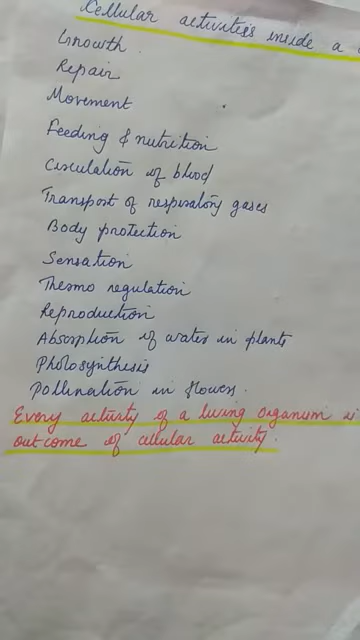 Cellular activities inside a
Growth
Repair
Movement
Feeding & nutrition
Circulation of blood
Transport of respiratory gases
Body protection
Sensation
Thermo regulation
Reproduction
Absorption of water in plants
Photosynthesis
Pollination in flowers.
Every activity of a living organism is
outcome of cellular activity.